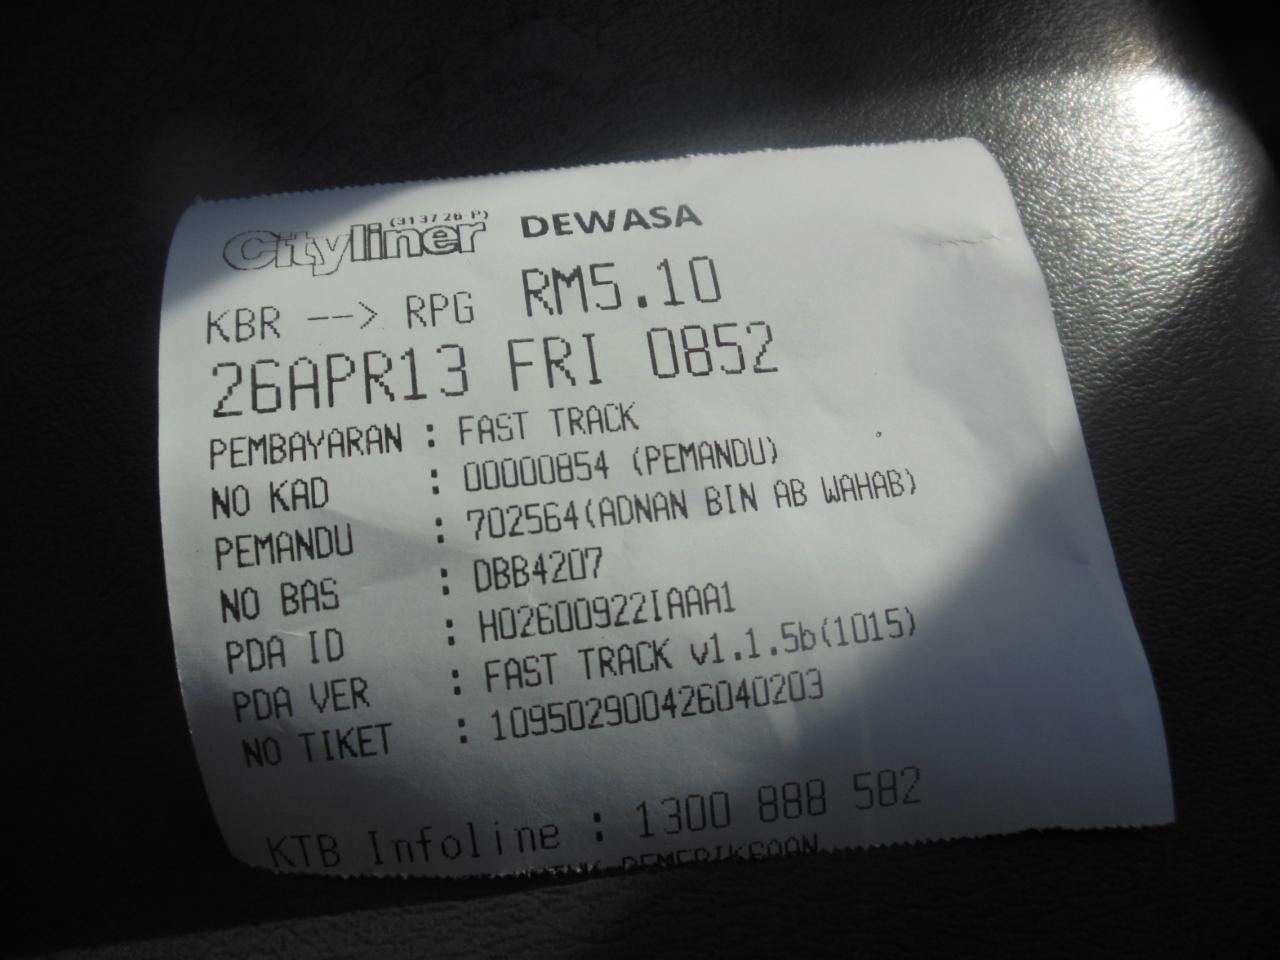 Cityliner (313726-P) DEWASA
KBR --> RPG RM5.10
26APR13 FRI 0852
PEMBAYARAN : FAST TRACK
NO KAD : 00000854 (PEMANDU)
PEMANDU : 702564(ADNAN BIN AB WAHAB)
NO BAS : DBB4207
PDA ID : H02600922IAAA1
PDA VER : FAST TRACK v1.1.5b(1015)
NO TIKET : 109502900426040203
KTB Infoline : 1300 888 582
PEMERIKSAAN